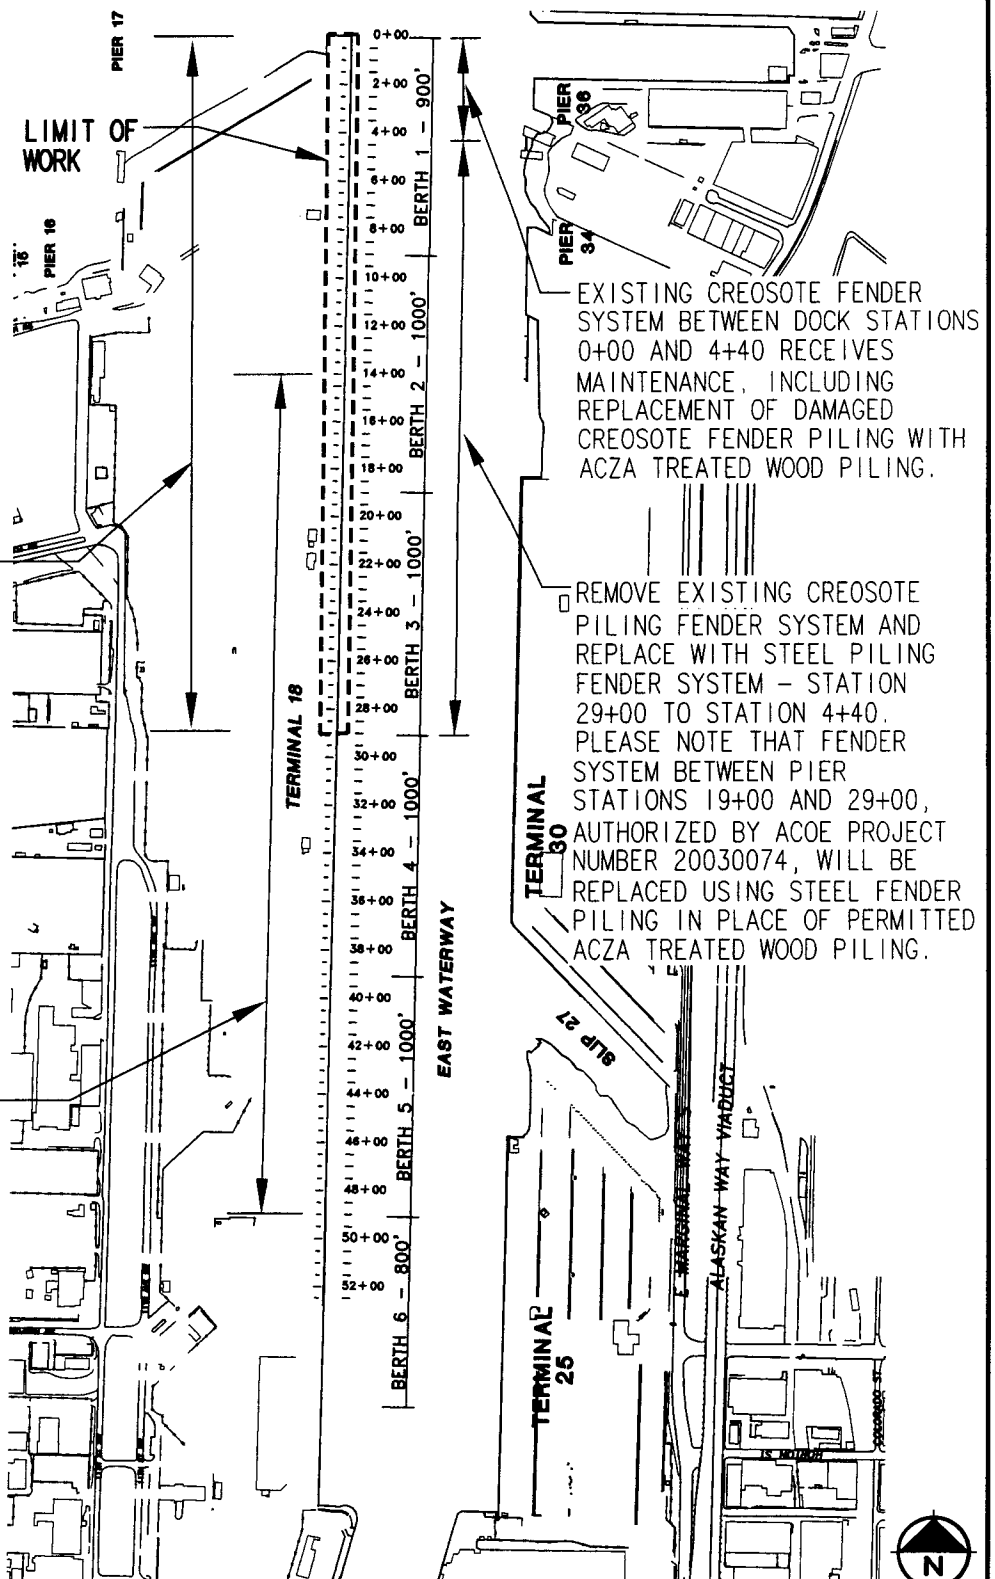 PIER 17
LIMIT OF
WORK
PIER 16
0+00
2+00
4+00
6+00
8+00
10+00
12+00
14+00
16+00
18+00
20+00
22+00
24+00
26+00
28+00
30+00
32+00
34+00
36+00
38+00
40+00
42+00
44+00
46+00
48+00
50+00
52+00
BERTH 1 - 900'
BERTH 2 - 1000'
BERTH 3 - 1000'
BERTH 4 - 1000'
BERTH 5 - 1000'
BERTH 6 - 800'
TERMINAL 18
EAST WATERWAY
PIER
36
PIER
34
EXISTING CREOSOTE FENDER
SYSTEM BETWEEN DOCK STATIONS
0+00 AND 4+40 RECEIVES
MAINTENANCE, INCLUDING
REPLACEMENT OF DAMAGED
CREOSOTE FENDER PILING WITH
ACZA TREATED WOOD PILING.
REMOVE EXISTING CREOSOTE
PILING FENDER SYSTEM AND
REPLACE WITH STEEL PILING
FENDER SYSTEM - STATION
29+00 TO STATION 4+40.
PLEASE NOTE THAT FENDER
SYSTEM BETWEEN PIER
STATIONS 19+00 AND 29+00,
AUTHORIZED BY ACOE PROJECT
NUMBER 20030074, WILL BE
REPLACED USING STEEL FENDER
PILING IN PLACE OF PERMITTED
ACZA TREATED WOOD PILING.
TERMINAL
30
SLIP 27
E MARGINAL WAY S
ALASKAN WAY VIADUCT
TERMINAL
25
HORTON ST
COLORADO ST
N